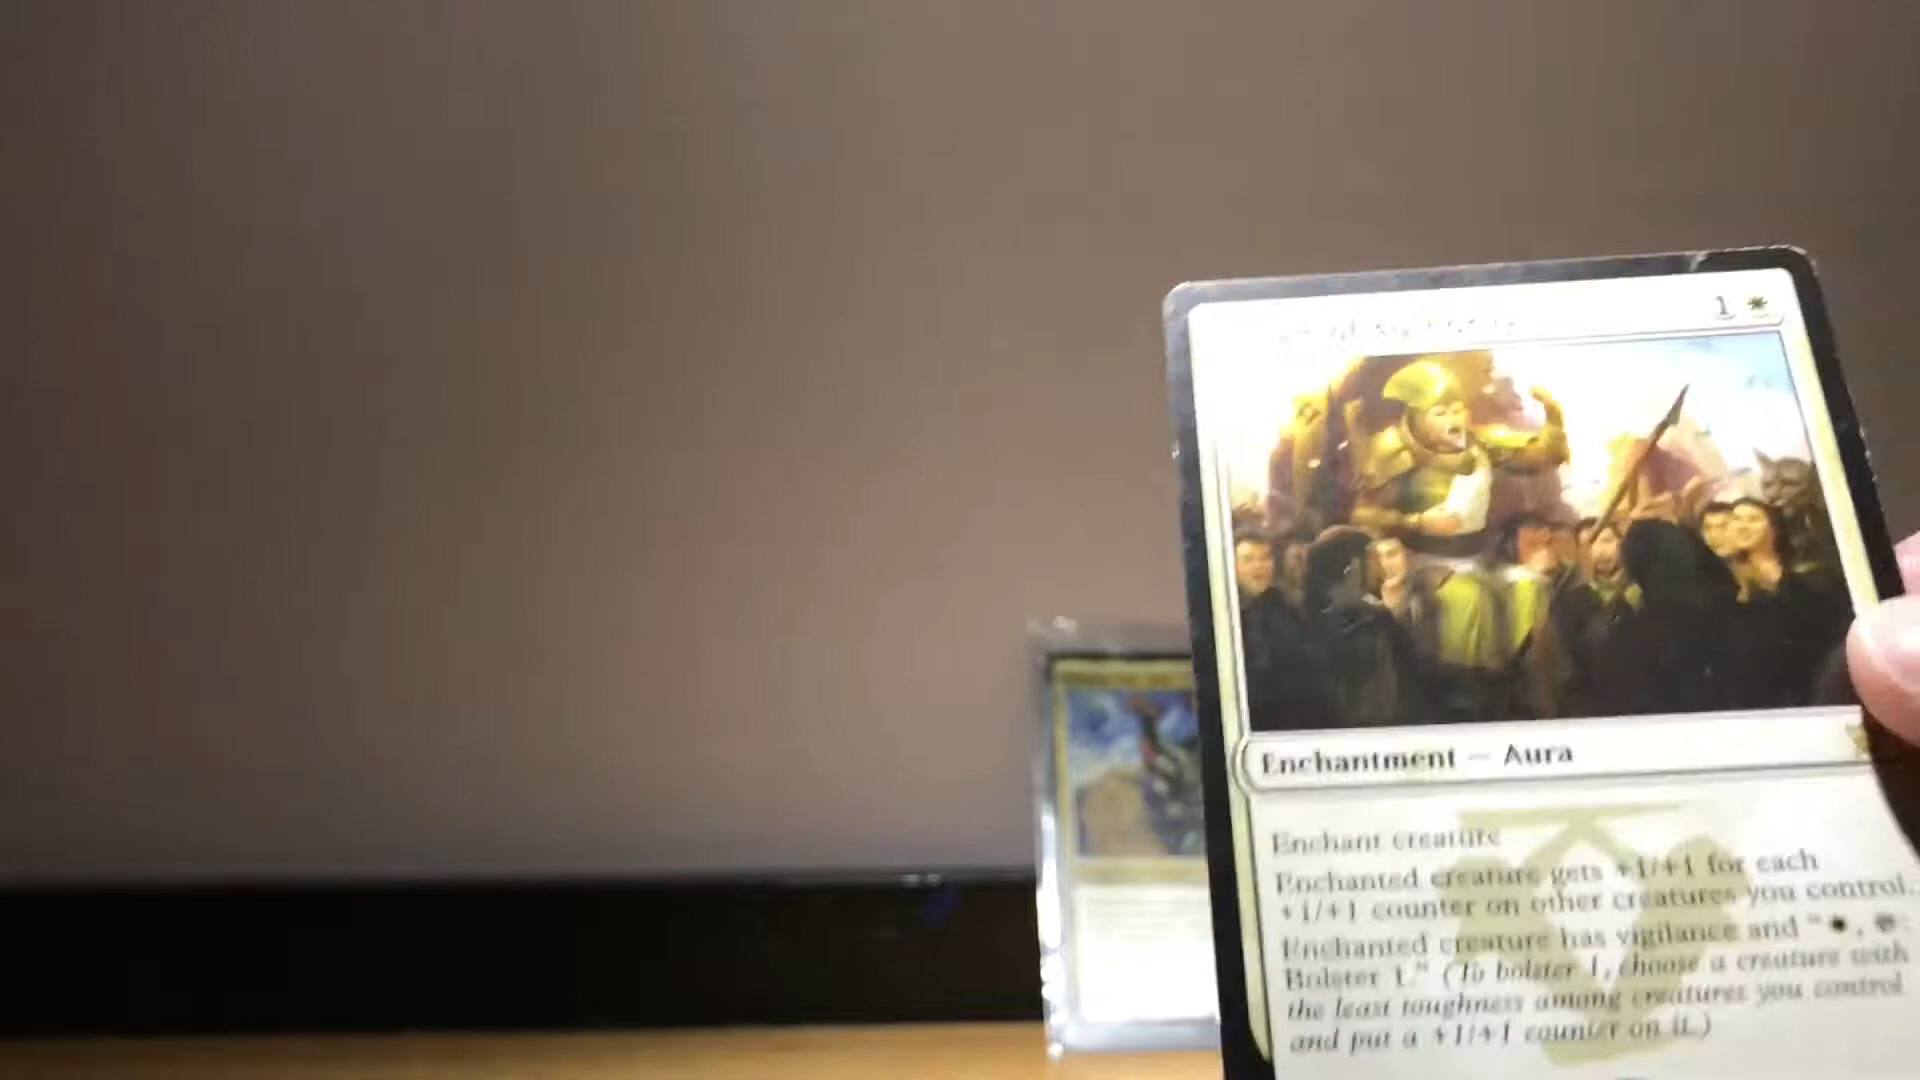 1
Enchantment — Aura
Enchant creature
Enchanted creature gets +1/+1 for each
+1/+1 counter on other creatures you control.
Enchanted creature has vigilance and " , :
Bolster 1." (To bolster 1, choose a creature with
the least toughness among creatures you control
and put a +1/+1 counter on it.)